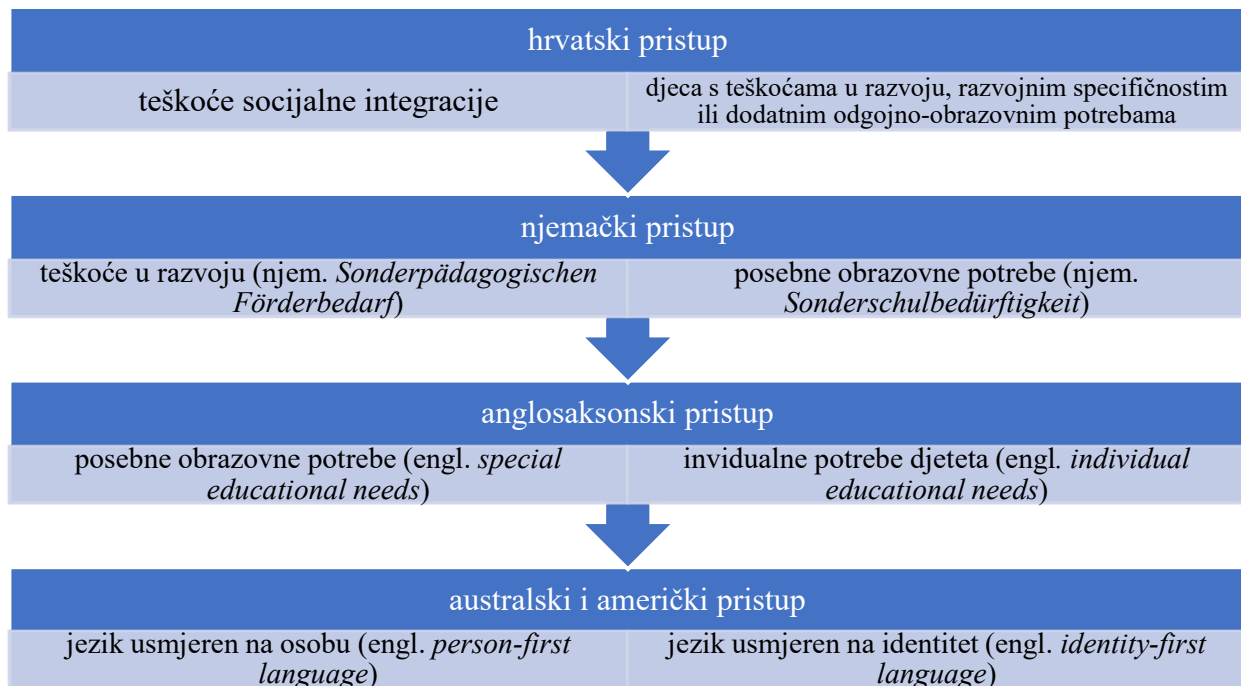 hrvatski pristup
teškoće socijalne integracije
djeca s teškoćama u razvoju, razvojnim specifičnostim
ili dodatnim odgojno-obrazovnim potrebama
njemački pristup
teškoće u razvoju (njem. Sonderpädagogischen
Förderbedarf)
posebne obrazovne potrebe (njem.
Sonderschulbedürftigkeit)
anglosaksonski pristup
posebne obrazovne potrebe (engl. special
educational needs)
invidualne potrebe djeteta (engl. individual
educational needs)
australski i američki pristup
jezik usmjeren na osobu (engl. person-first
language)
jezik usmjeren na identitet (engl. identity-first
language)